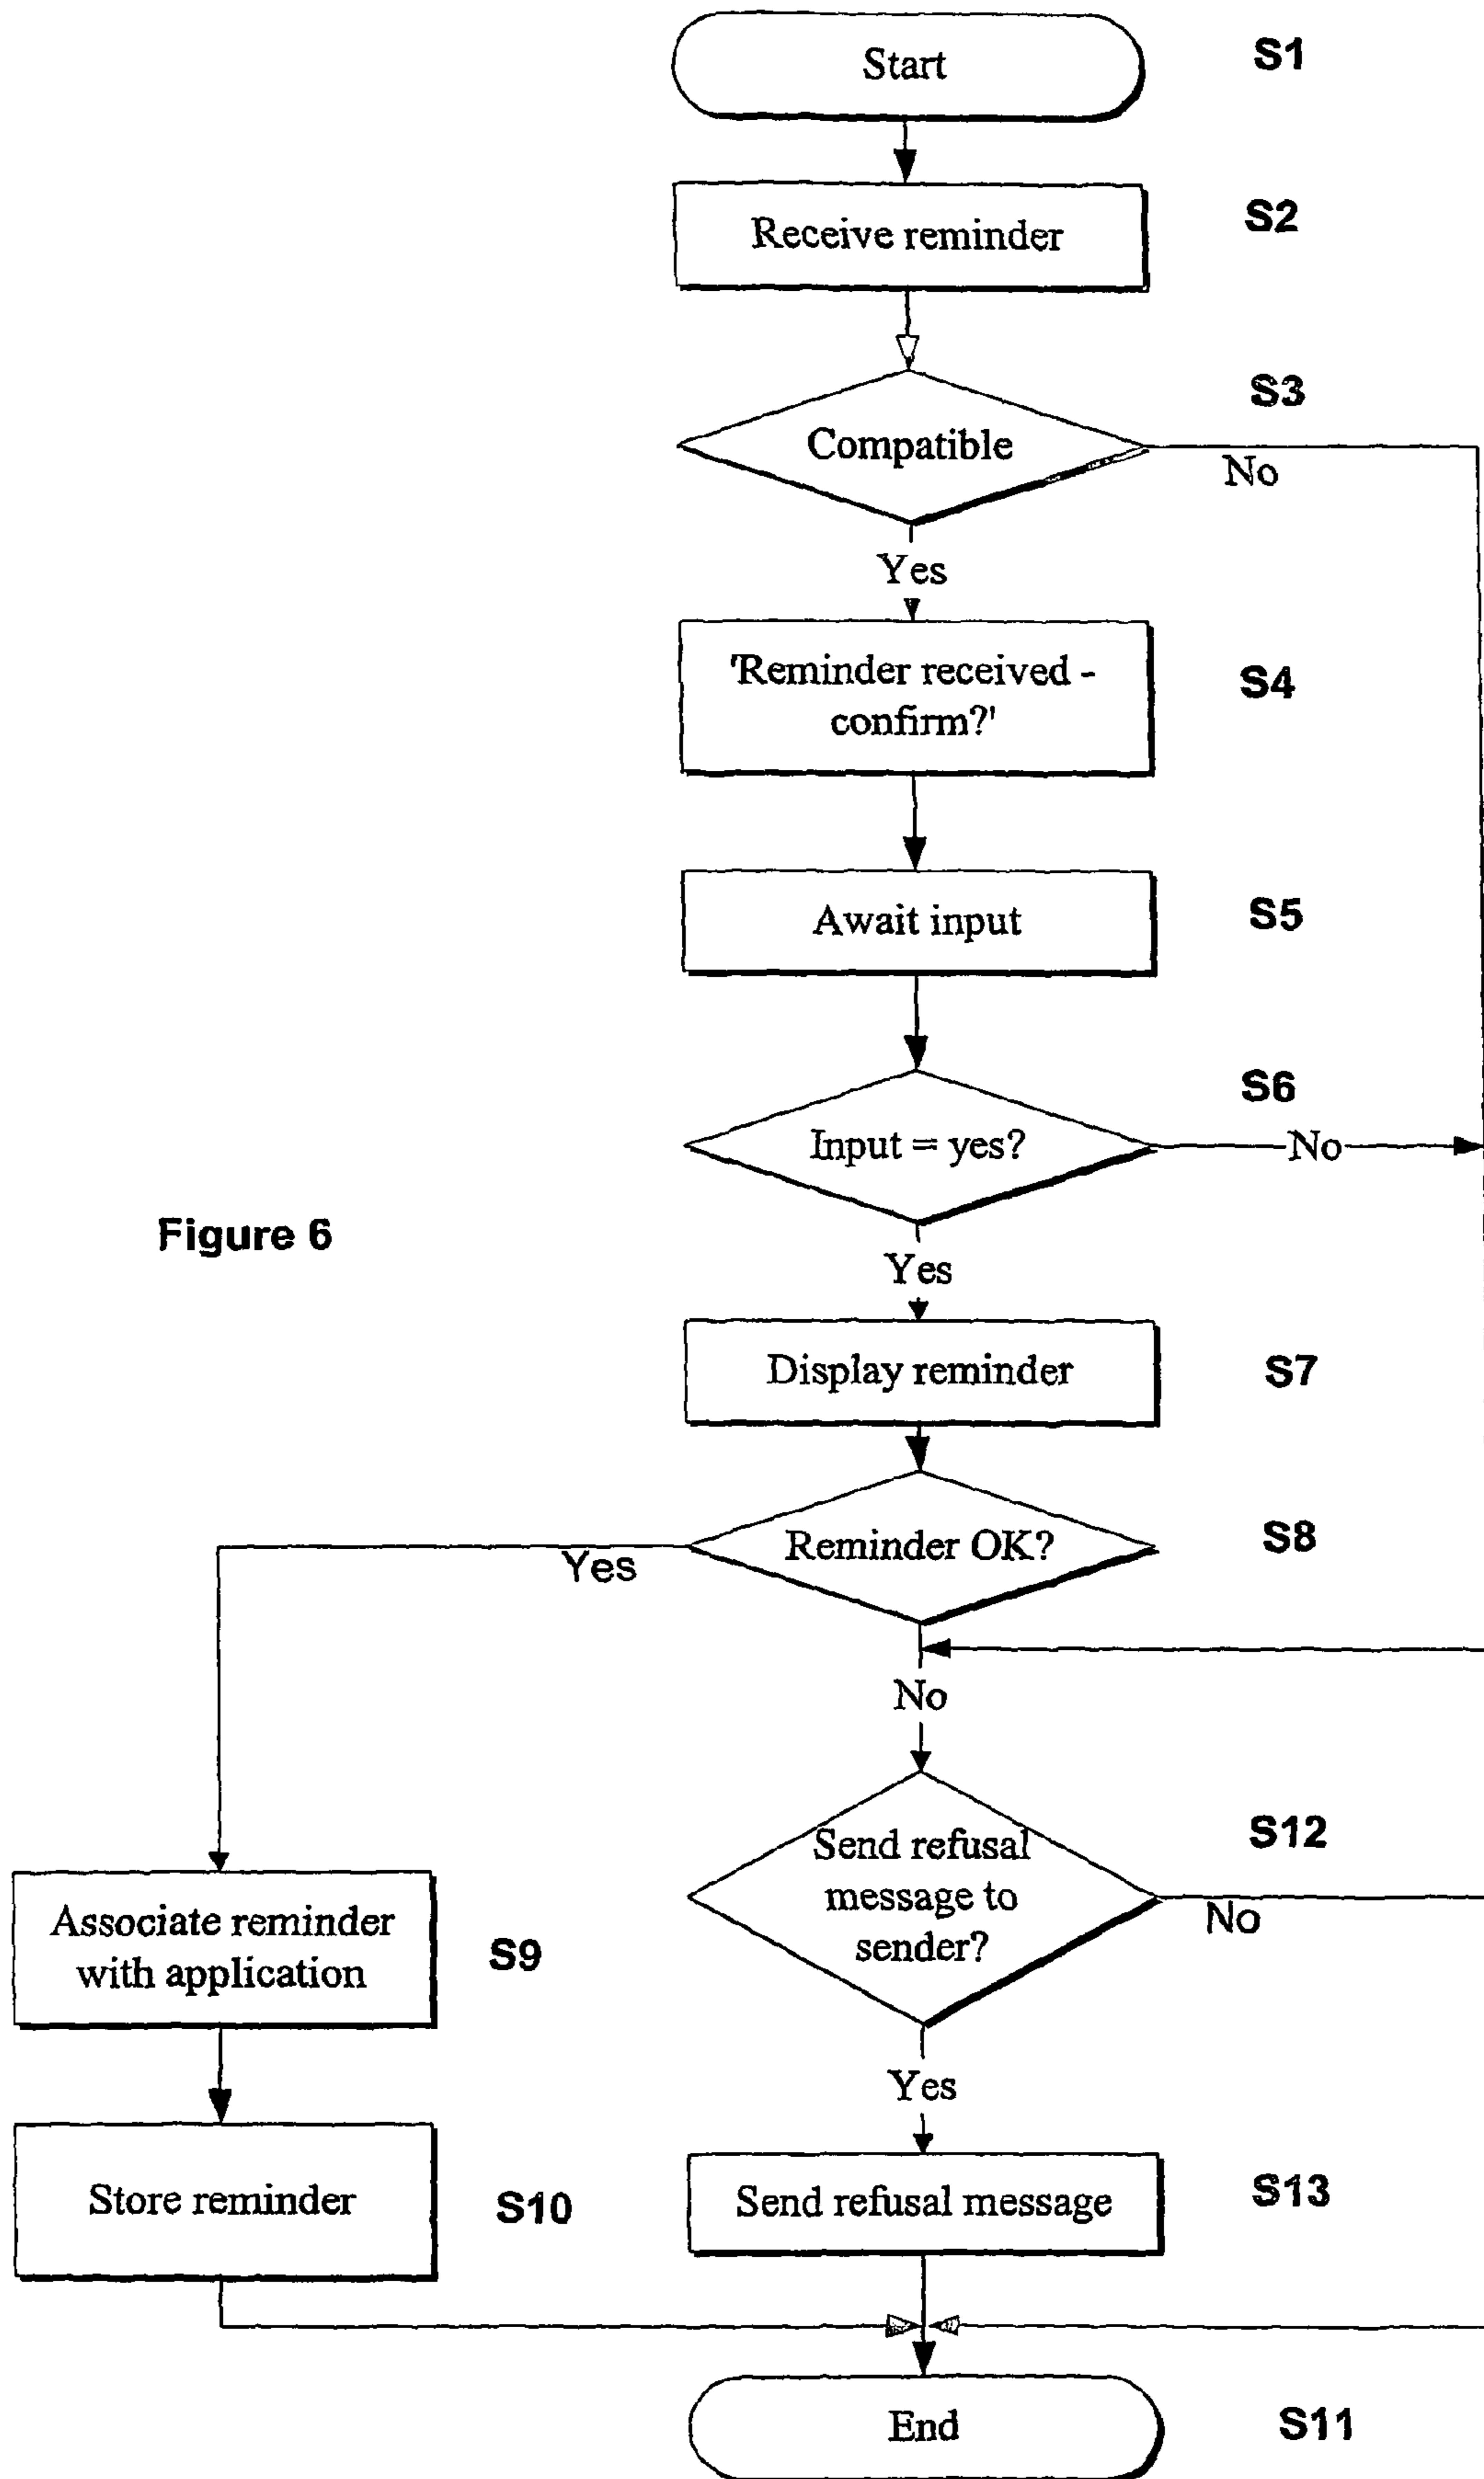 Start
S1
Receive reminder
S2
Compatible
S3
No
Yes
'Reminder received -
confirm?'
S4
Await input
S5
Input = yes?
S6
No
Figure 6
Yes
Display reminder
S7
Reminder OK?
S8
Yes
No
Send refusal
message to
sender?
S12
No
Associate reminder
with application
S9
Yes
Store reminder
S10
Send refusal message
S13
End
S11